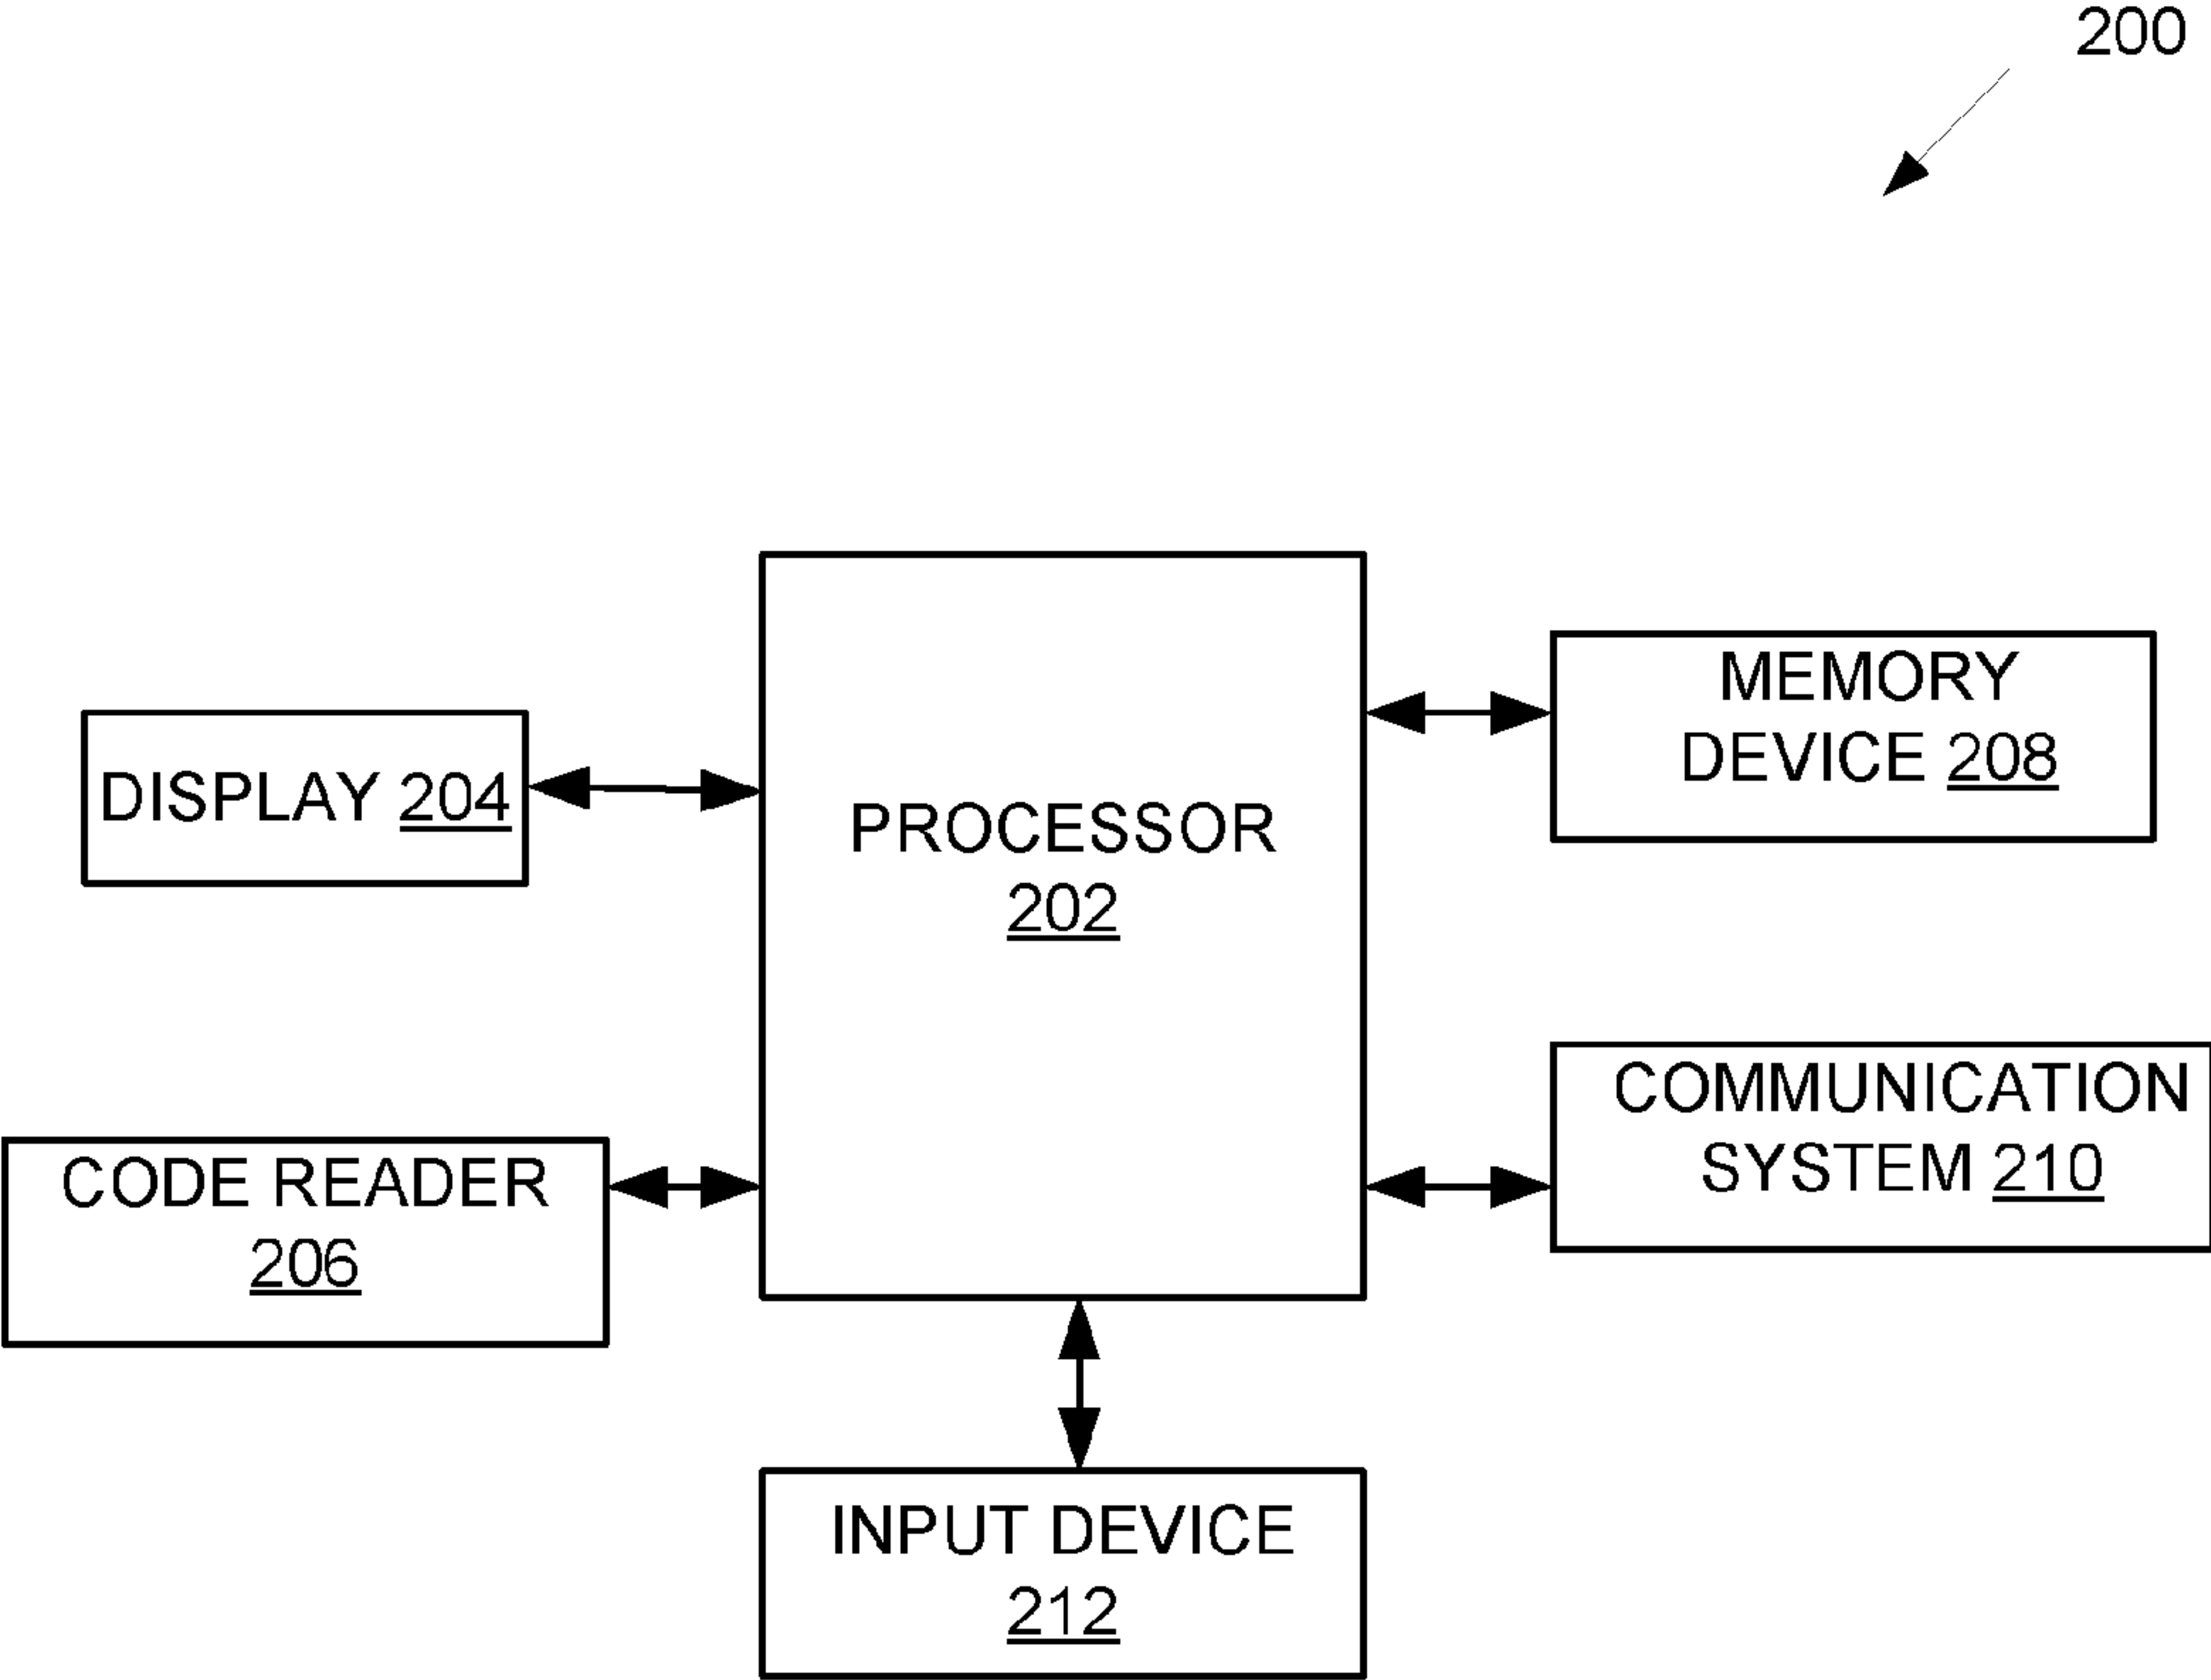 200
DISPLAY 204
PROCESSOR
202
MEMORY
DEVICE 208
CODE READER
206
COMMUNICATION
SYSTEM 210
INPUT DEVICE
212